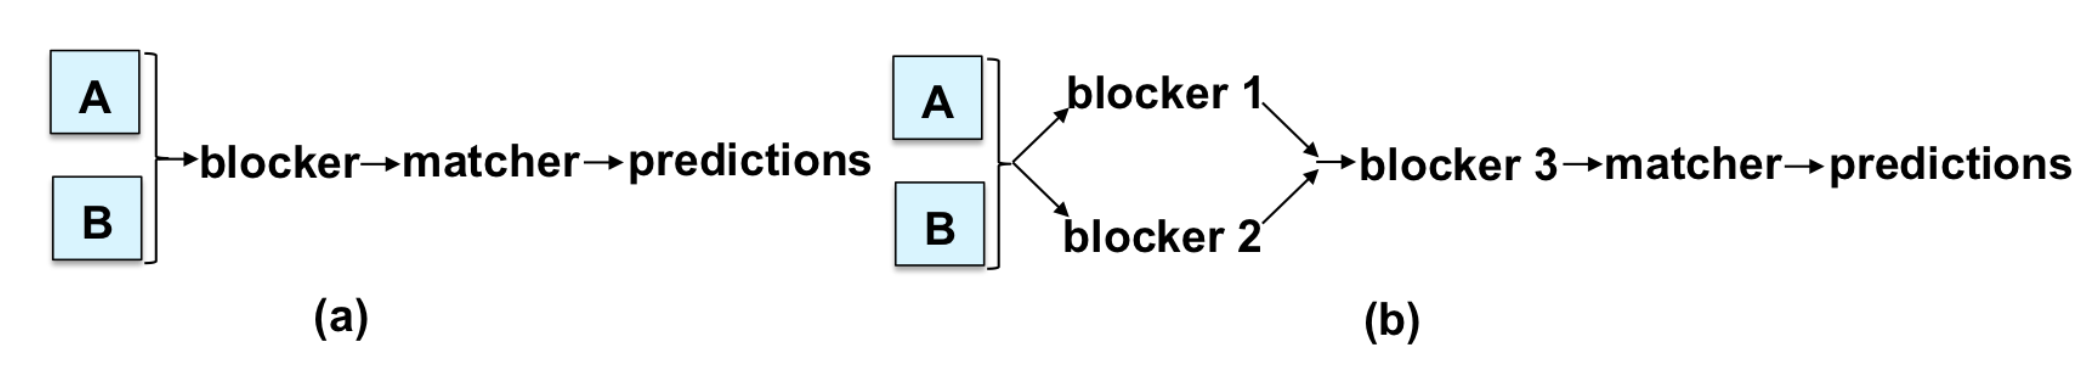 A
B
blocker matcher predictions
(a)
A
B
blocker 1
blocker 2
blocker 3 matcher predictions
(b)